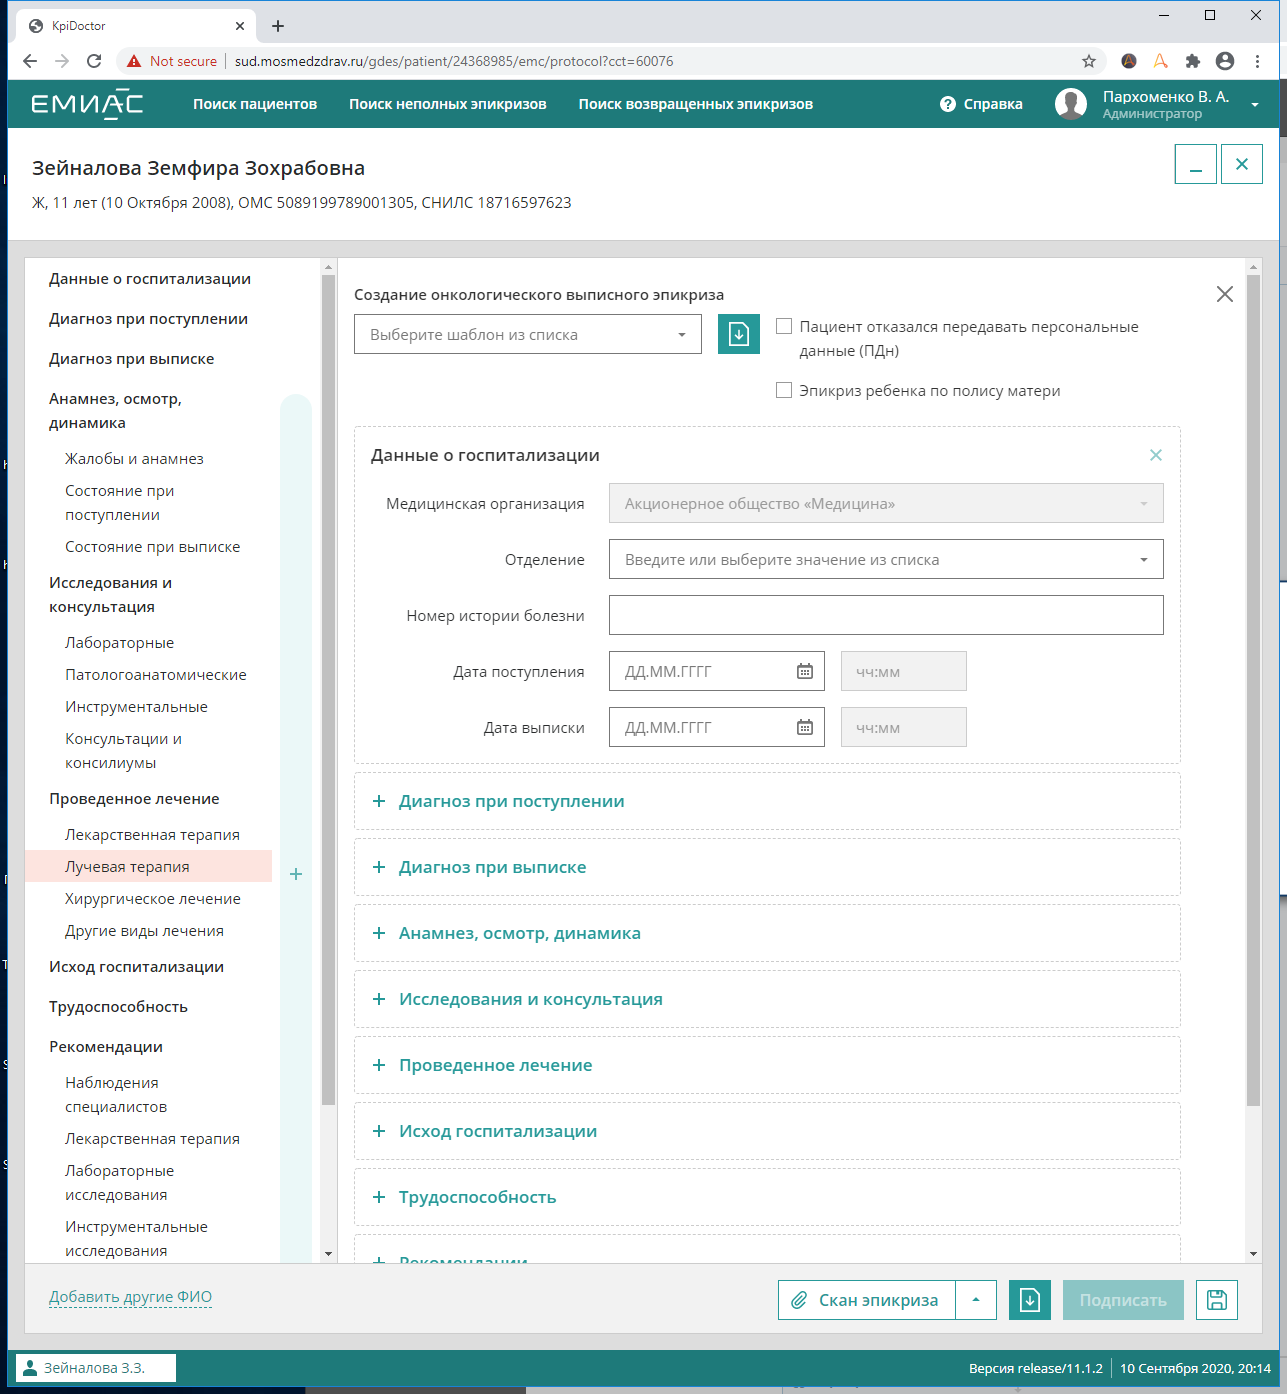 KpiDoctor
Not secure
sud.mosmedzdrav.ru/gdes/patient/24368985/emc/protocol?cct=60076
ЕМИАС
Поиск пациентов
Поиск неполных эпикризов
Поиск возвращенных эпикризов
Справка
Пархоменко В. А.
Администратор
Зейналова Земфира Зохрабовна
Ж, 11 лет (10 Октября 2008), ОМС 5089199789001305, СНИЛС 18716597623
Данные о госпитализации
Диагноз при поступлении
Диагноз при выписке
Анамнез, осмотр,
динамика
Жалобы и анамнез
Состояние при
поступлении
Состояние при выписке
Исследования и
консультация
Лабораторные
Патологоанатомические
Инструментальные
Консультации и
консилиумы
Проведенное лечение
Лекарственная терапия
Лучевая терапия
Хирургическое лечение
Другие виды лечения
Исход госпитализации
Трудоспособность
Рекомендации
Наблюдения
специалистов
Лекарственная терапия
Лабораторные
исследования
Инструментальные
исследования
Создание онкологического выписного эпикриза
Выберите шаблон из списка
Пациент отказался передавать персональные
данные (ПДн)
Эпикриз ребенка по полису матери
Данные о госпитализации
Медицинская организация
Акционерное общество «Медицина»
Отделение
Введите или выберите значение из списка
Номер истории болезни
Дата поступления
ДД.ММ.ГГГГ
чч:мм
Дата выписки
ДД.ММ.ГГГГ
чч:мм
+ Диагноз при поступлении
+ Диагноз при выписке
+ Анамнез, осмотр, динамика
+ Исследования и консультация
+ Проведенное лечение
+ Исход госпитализации
+ Трудоспособность
+ Рекомендации
Добавить другие ФИО
Скан эпикриза
Подписать
Зейналова З.З.
Версия release/11.1.2
10 Сентября 2020, 20:14